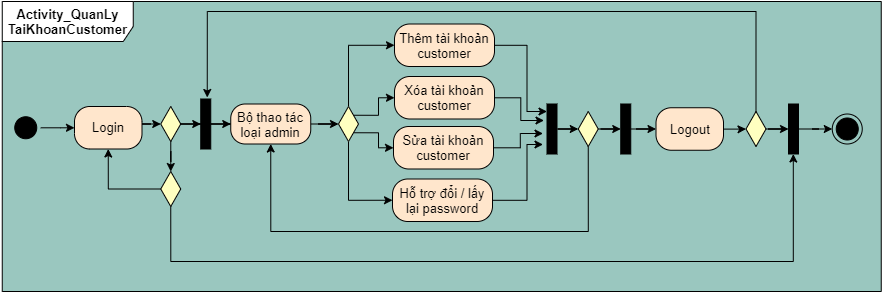 Activity_QuanLy
TaiKhoanCustomer
Login
Bộ thao tác
loại admin
Thêm tài khoản
customer
Xóa tài khoản
customer
Sửa tài khoản
customer
Hỗ trợ đổi / lấy
lại password
Logout